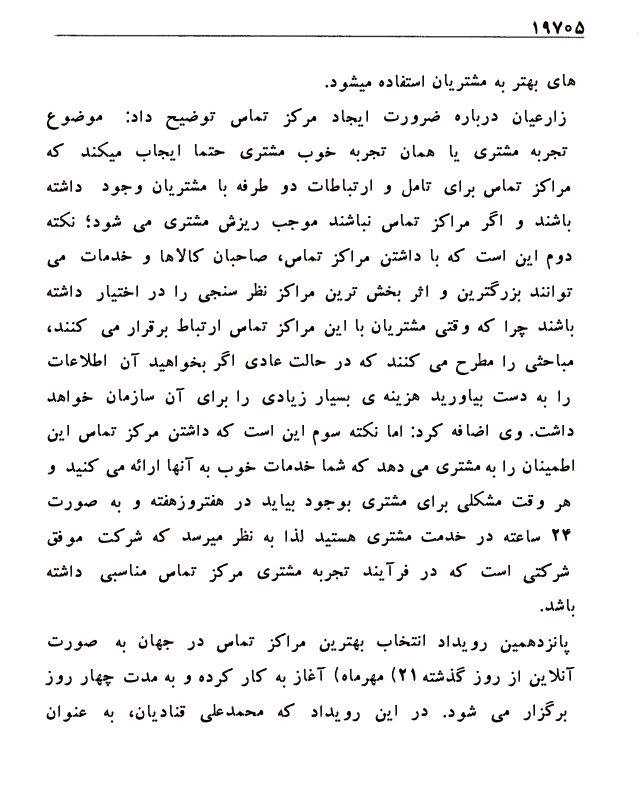 ۱۹۷۰۵
های بهتر به مشتریان استفاده میشود.
زارعیان درباره ضرورت ایجاد مرکز تماس توضیح داد: موضوع
تجربه مشتری یا همان تجربه خوب مشتری حتما ایجاب میکند که
مراکز تماس برای تامل و ارتباطات دو طرفه با مشتریان وجود داشته
باشند و اگر مراکز تماس نباشند موجب ریزش مشتری می شود؛ نکته
دوم این است که با داشتن مراکز تماس، صاحبان کالاها و خدمات می
توانند بزرگترین و اثر بخش ترین مراکز نظر سنجی را در اختیار داشته
باشند چرا که وقتی مشتریان با این مراکز تماس ارتباط برقرار می کنند،
مباحثی را مطرح می کنند که در حالت عادی اگر بخواهید آن اطلاعات
را به دست بیاورید هزینه ی بسیار زیادی را برای آن سازمان خواهد
داشت. وی اضافه کرد: اما نکته سوم این است که داشتن مرکز تماس این
اطمینان را به مشتری می دهد که شما خدمات خوب به آنها ارائه می کنید و
هر وقت مشکلی برای مشتری بوجود بیاید در هفتروزهفته و به صورت
۲۴ ساعته در خدمت مشتری هستید لذا به نظر میرسد که شرکت موفق
شرکتی است که در فرآیند تجربه مشتری مرکز تماس مناسبی داشته
باشد.
پانزدهمین رویداد انتخاب بهترین مراکز تماس در جهان به صورت
آنلاین از روز گذشته ۲۱) مهرماه) آغاز به کار کرده و به مدت چهار روز
برگزار می شود. در این رویداد که محمدعلی قنادیان، به عنوان